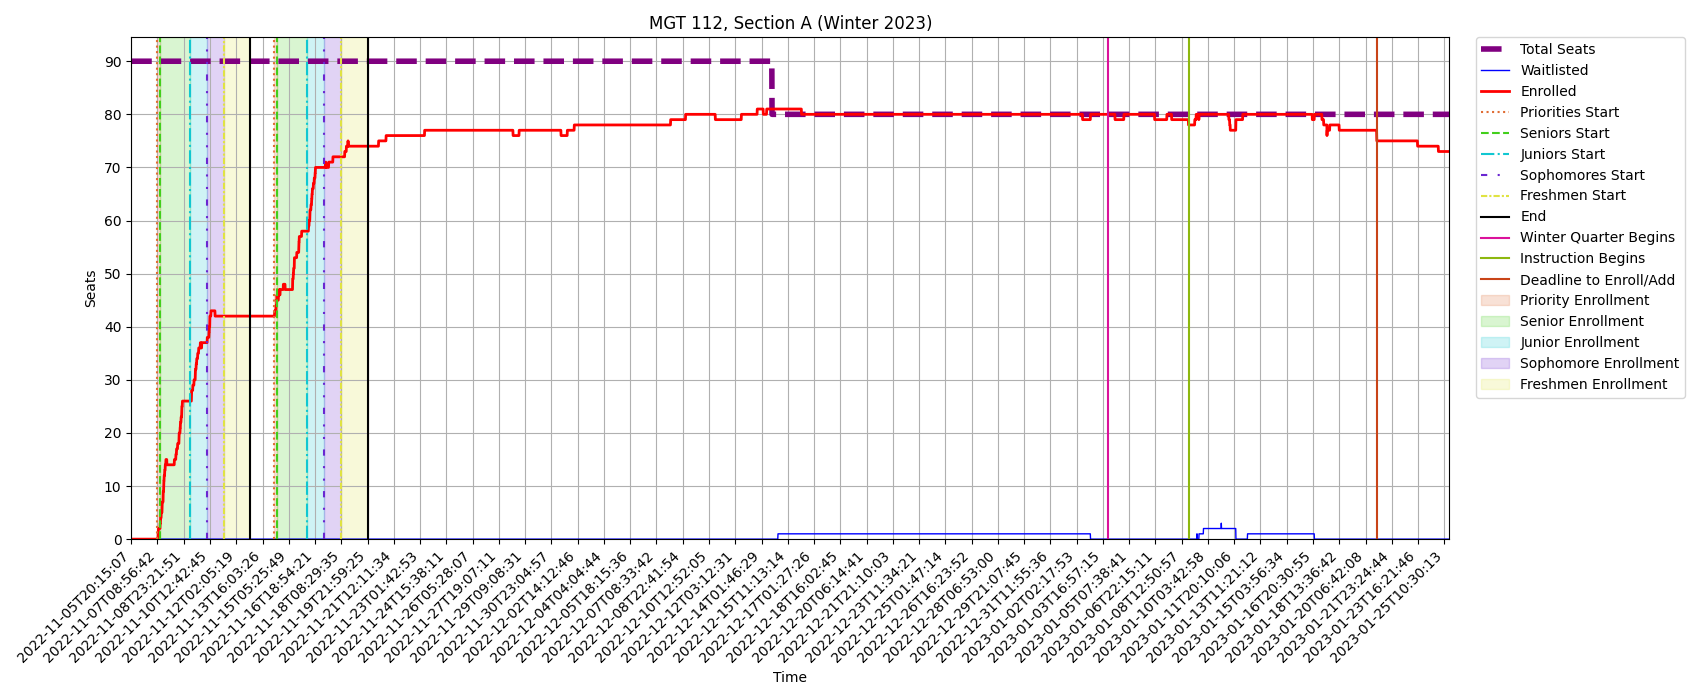 MGT 112, Section A (Winter 2023)
Seats
90
80
70
60
50
40
30
20
10
0
2022-11-05T20:15:07
2022-11-07T08:56:42
2022-11-08T23:21:51
2022-11-10T12:42:45
2022-11-12T02:05:19
2022-11-13T16:03:26
2022-11-15T05:25:49
2022-11-16T18:54:21
2022-11-18T08:29:35
2022-11-19T21:59:25
2022-11-21T12:11:34
2022-11-23T01:42:53
2022-11-24T15:38:11
2022-11-26T05:28:07
2022-11-27T19:07:11
2022-11-29T09:08:31
2022-11-30T23:04:57
2022-12-02T14:12:46
2022-12-04T04:04:44
2022-12-05T18:15:36
2022-12-07T08:33:42
2022-12-08T22:41:54
2022-12-10T12:52:05
2022-12-12T03:12:31
2022-12-14T01:46:29
2022-12-15T11:13:14
2022-12-17T01:27:26
2022-12-18T16:02:45
2022-12-20T06:14:41
2022-12-21T21:10:03
2022-12-23T11:34:21
2022-12-25T01:47:14
2022-12-26T16:23:52
2022-12-28T06:53:00
2022-12-29T21:07:45
2022-12-31T11:55:36
2023-01-02T02:17:53
2023-01-03T16:57:15
2023-01-05T07:38:41
2023-01-06T22:15:11
2023-01-08T12:50:57
2023-01-10T03:42:58
2023-01-11T20:10:06
2023-01-13T11:21:12
2023-01-15T03:56:34
2023-01-16T20:30:55
2023-01-18T13:36:42
2023-01-20T06:42:08
2023-01-21T23:24:44
2023-01-23T16:21:46
2023-01-25T10:30:13
Time
Total Seats
Waitlisted
Enrolled
Priorities Start
Seniors Start
Juniors Start
Sophomores Start
Freshmen Start
End
Winter Quarter Begins
Instruction Begins
Deadline to Enroll/Add
Priority Enrollment
Senior Enrollment
Junior Enrollment
Sophomore Enrollment
Freshmen Enrollment